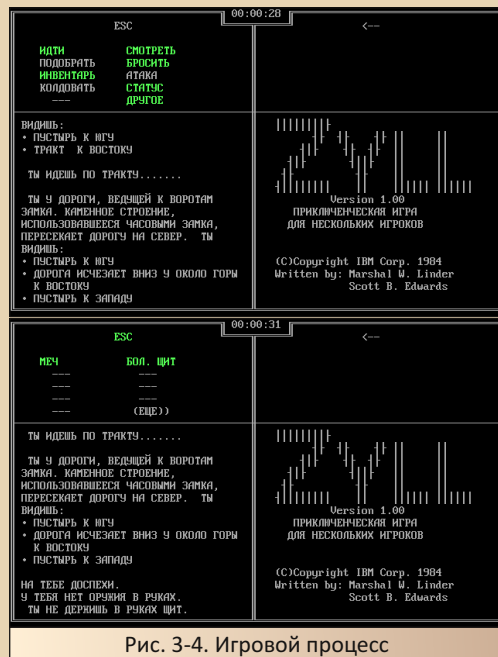 00:00:28
ESC <--
ИДТИ СМОТРЕТЬ
ПОДОБРАТЬ БРОСИТЬ
ИНВЕНТАРЬ АТАКА
КОЛДОВАТЬ СТАТУС
--- ДРУГОЕ
ВИДИШЬ:
• ПУСТЫРЬ К ЮГУ
• ТРАКТ К ВОСТОКУ
ТЫ ИДЕШЬ ПО ТРАКТУ.......
ТЫ У ДОРОГИ, ВЕДУЩЕЙ К ВОРОТАМ
ЗАМКА. КАМЕННОЕ СТРОЕНИЕ,
ИСПОЛЬЗОВАВШЕЕСЯ ЧАСОВЫМИ ЗАМКА,
ПЕРЕСЕКАЕТ ДОРОГУ НА СЕВЕР. ТЫ
ВИДИШЬ:
• ПУСТЫРЬ К ЮГУ
• ДОРОГА ИСЧЕЗАЕТ ВНИЗ У ОКОЛО ГОРЫ
К ВОСТОКУ
• ПУСТЫРЬ К ЗАПАДУ
ZYLL
Version 1.00
ПРИКЛЮЧЕНЧЕСКАЯ ИГРА
ДЛЯ НЕСКОЛЬКИХ ИГРОКОВ
(C)Copyright IBM Corp. 1984
Written by: Marshal W. Linder
Scott B. Edwards
00:00:31
ESC <--
МЕЧ БОЛ. ЩИТ
--- ---
--- ---
--- ---
--- (ЕЩЕ))
ТЫ ИДЕШЬ ПО ТРАКТУ.......
ТЫ У ДОРОГИ, ВЕДУЩЕЙ К ВОРОТАМ
ЗАМКА. КАМЕННОЕ СТРОЕНИЕ,
ИСПОЛЬЗОВАВШЕЕСЯ ЧАСОВЫМИ ЗАМКА,
ПЕРЕСЕКАЕТ ДОРОГУ НА СЕВЕР. ТЫ
ВИДИШЬ:
• ПУСТЫРЬ К ЮГУ
• ДОРОГА ИСЧЕЗАЕТ ВНИЗ У ОКОЛО ГОРЫ
К ВОСТОКУ
• ПУСТЫРЬ К ЗАПАДУ
НА ТЕБЕ ДОСПЕХИ.
У ТЕБЯ НЕТ ОРУЖИЯ В РУКАХ.
ТЫ НЕ ДЕРЖИШЬ В РУКАХ ЩИТ.
ZYLL
Version 1.00
ПРИКЛЮЧЕНЧЕСКАЯ ИГРА
ДЛЯ НЕСКОЛЬКИХ ИГРОКОВ
(C)Copyright IBM Corp. 1984
Written by: Marshal W. Linder
Scott B. Edwards
Рис. 3-4. Игровой процесс